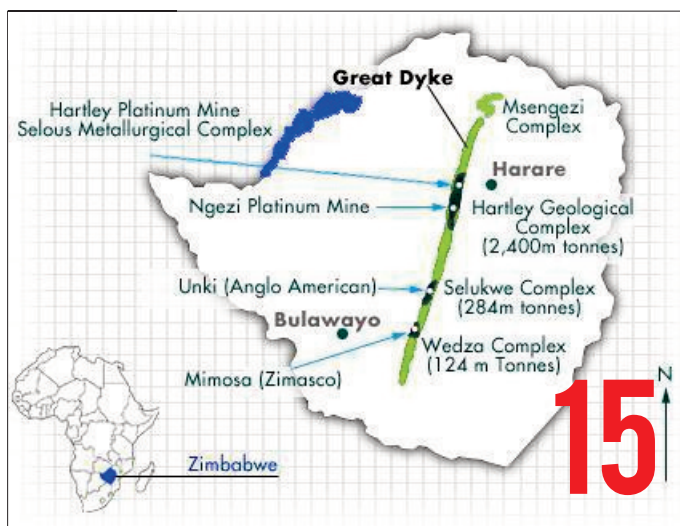 Great Dyke
Hartley Platinum Mine
Selous Metallurgical Complex
Msengezi
Complex
Harare
Ngezi Platinum Mine
Hartley Geological
Complex
(2,400m tonnes)
Unki (Anglo American)
Selukwe Complex
(284m tonnes)
Bulawayo
Wedza Complex
(124 m Tonnes)
Mimosa (Zimasco)
N
15
Zimbabwe